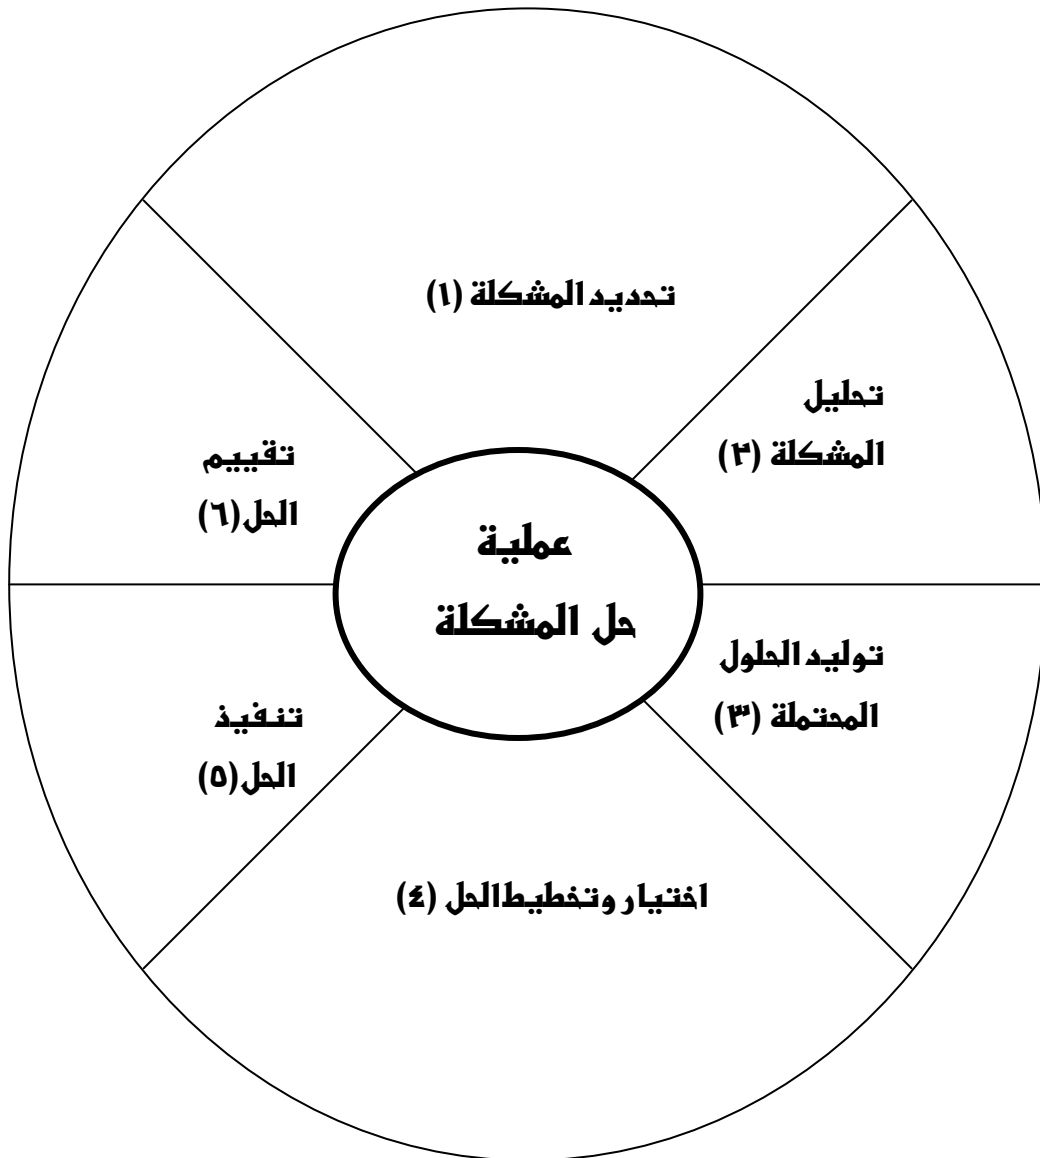 تحديد المشكلة (١)
تحليل
المشكلة (٢)
توليد الحلول
المحتملة (٣)
اختيار وتخطيط الحل (٤)
تنفيذ
الحل (٥)
تقييم
الحل (٦)
عملية
حل المشكلة